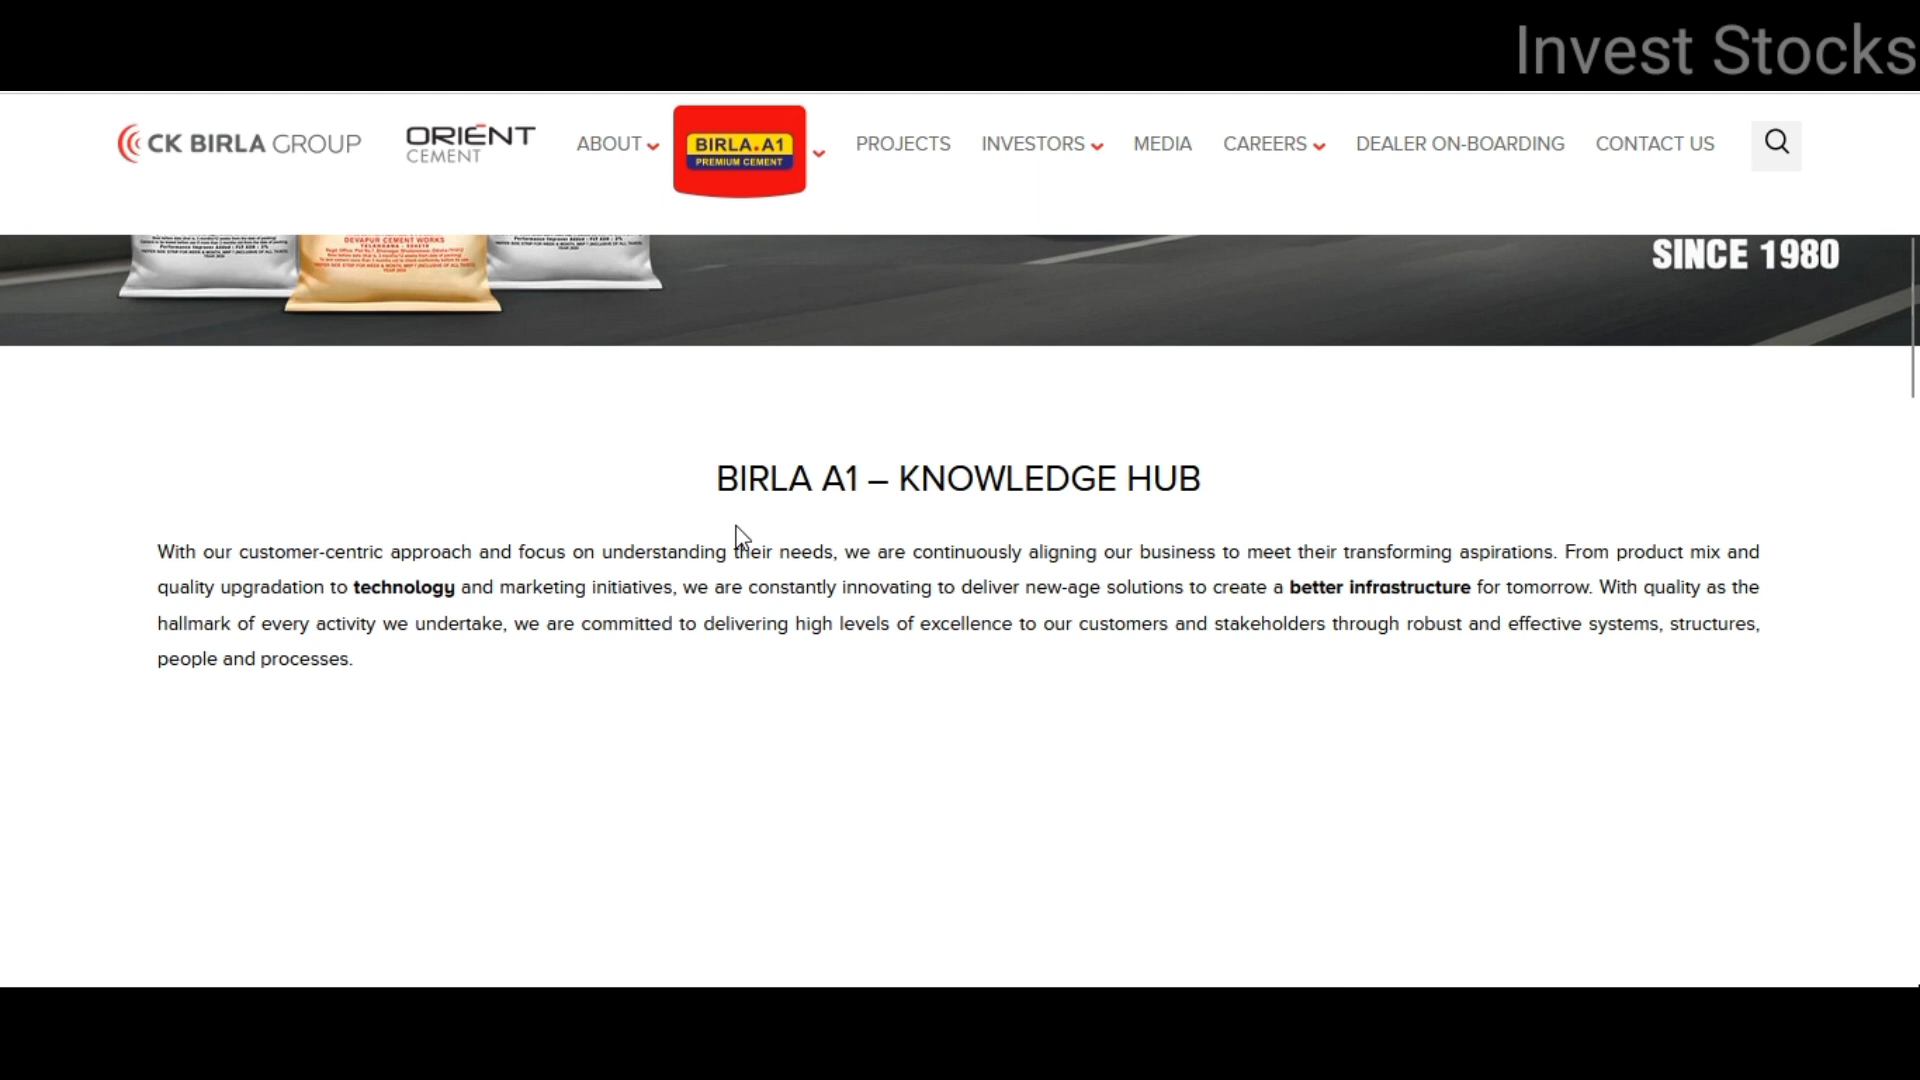 Invest Stocks
CK BIRLA GROUP
ORIENT
CEMENT
ABOUT
BIRLA.A1
PREMIUM CEMENT
PROJECTS
INVESTORS
MEDIA
CAREERS
DEALER ON-BOARDING
CONTACT US
DEVAPUR CEMENT WORKS
SINCE 1980
BIRLA A1 – KNOWLEDGE HUB
With our customer-centric approach and focus on understanding their needs, we are continuously aligning our business to meet their transforming aspirations. From product mix and
quality upgradation to technology and marketing initiatives, we are constantly innovating to deliver new-age solutions to create a better infrastructure for tomorrow. With quality as the
hallmark of every activity we undertake, we are committed to delivering high levels of excellence to our customers and stakeholders through robust and effective systems, structures,
people and processes.